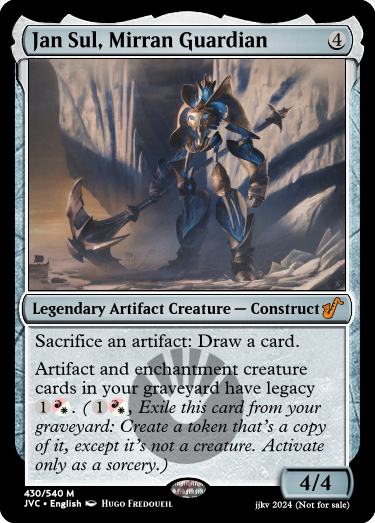 Jan Sul, Mirran Guardian 4
Legendary Artifact Creature — Construct
Sacrifice an artifact: Draw a card.
Artifact and enchantment creature
cards in your graveyard have legacy
1 . ( 1 , Exile this card from your
graveyard: Create a token that's a copy
of it, except it's not a creature. Activate
only as a sorcery.)
4/4
430/540 M
JVC • English Hugo Fredoueil
jjkv 2024 (Not for sale)